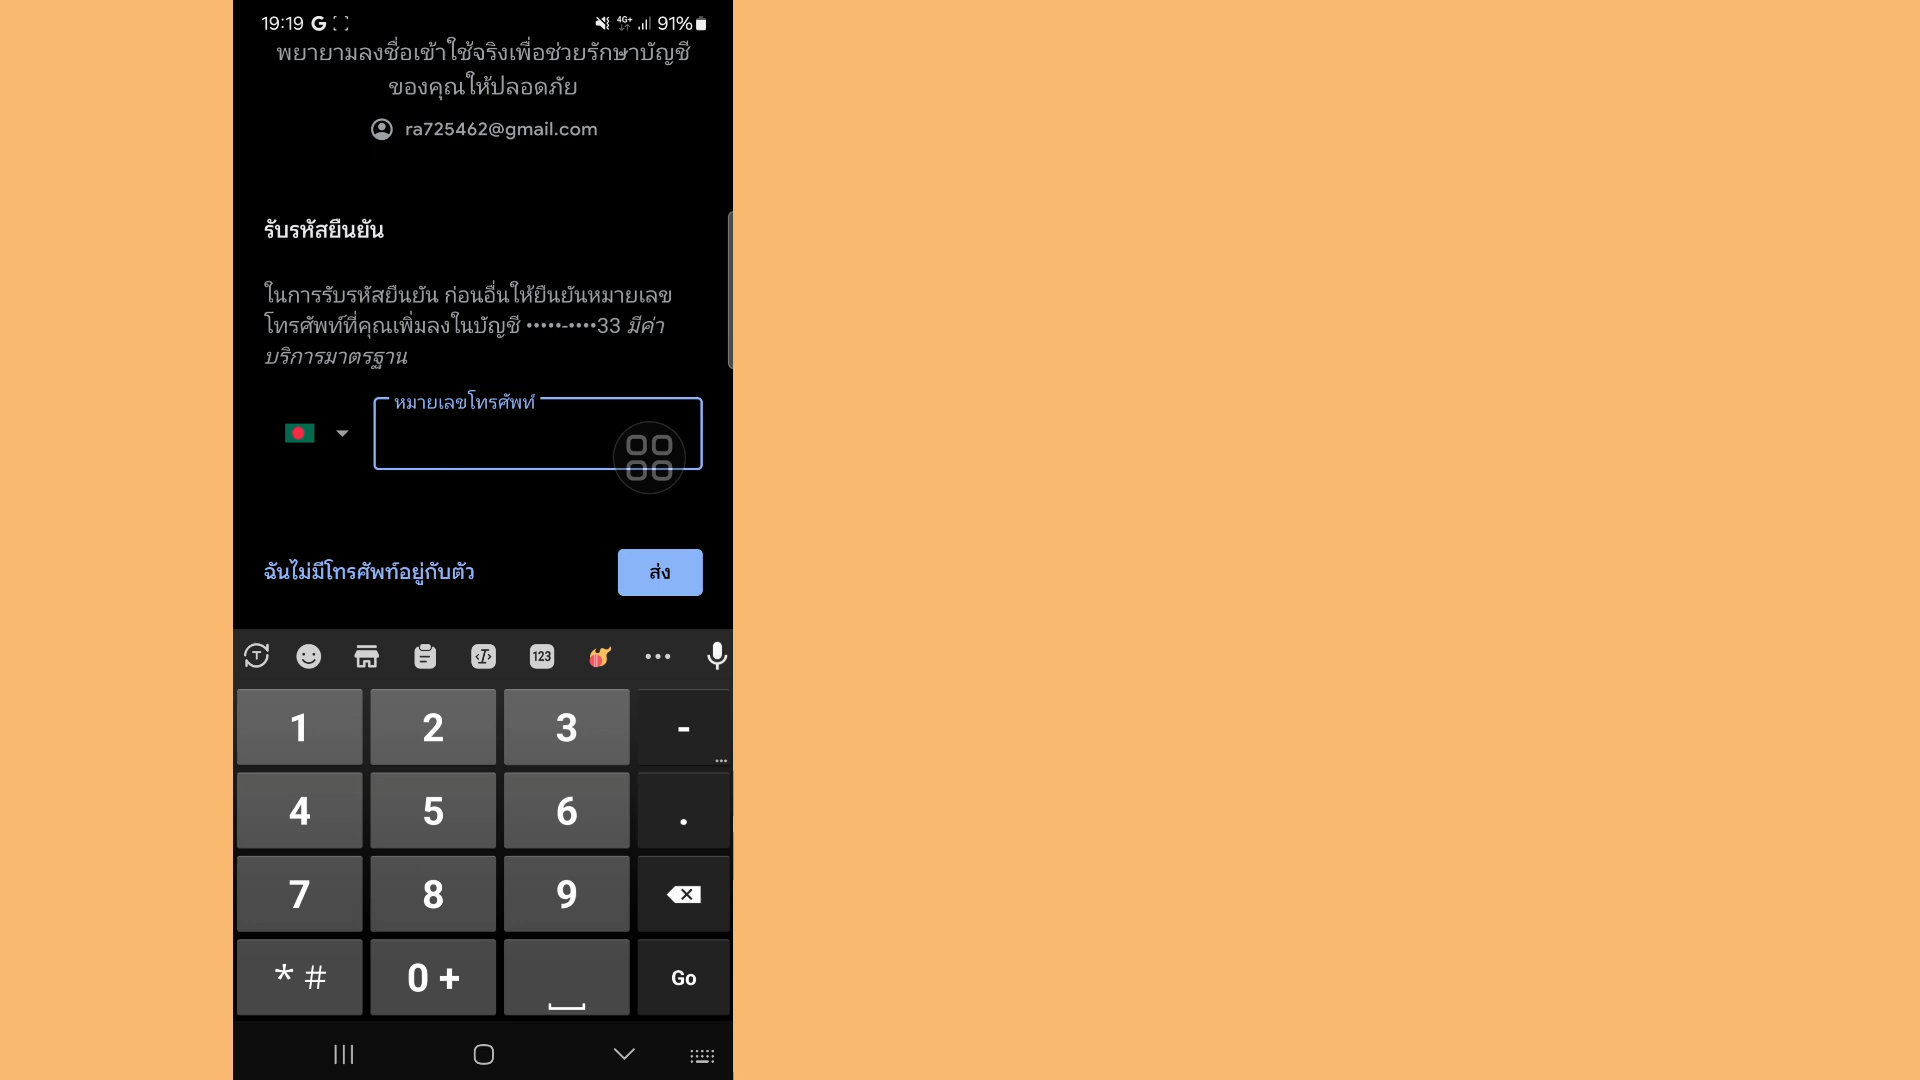 19:19 G 4G+ 91%
พยายามลงชื่อเข้าใช้จริงเพื่อช่วยรักษาบัญชี
ของคุณให้ปลอดภัย
ra725462@gmail.com
รับรหัสยืนยัน
ในการรับรหัสยืนยัน ก่อนอื่นให้ยืนยันหมายเลข
โทรศัพท์ที่คุณเพิ่มลงในบัญชี •••••-••••33 มีค่า
บริการมาตรฐาน
หมายเลขโทรศัพท์
ฉันไม่มีโทรศัพท์อยู่กับตัว ส่ง
T 123
1 2 3 -
4 5 6 .
7 8 9
* # 0 + Go